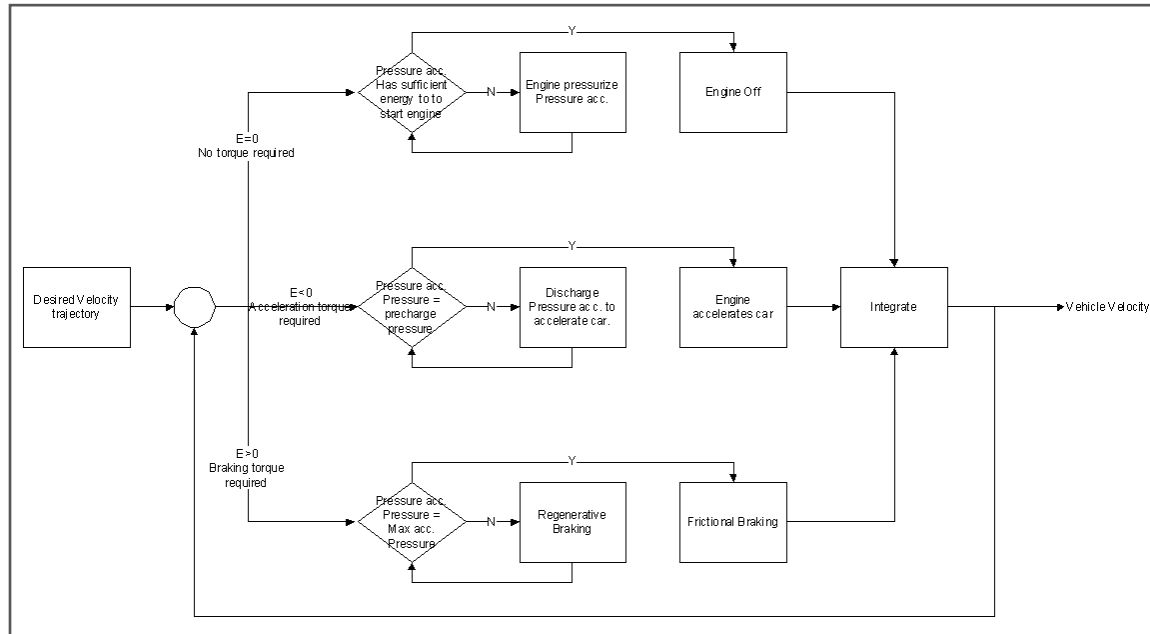 Y
Pressure acc.
Has sufficient
energy to to
start engine
N
Engine pressurize
Pressure acc.
Engine Off
E=0
No torque required
Y
Desired Velocity
trajectory
E<0
Acceleration torque
required
Pressure acc.
Pressure =
precharge
pressure
N
Discharge
Pressure acc. to
accelerate car.
Engine
accelerates car
Integrate
Vehicle Velocity
E>0
Braking torque
required
Y
Pressure acc.
Pressure =
Max acc.
Pressure
N
Regenerative
Braking
Frictional Braking